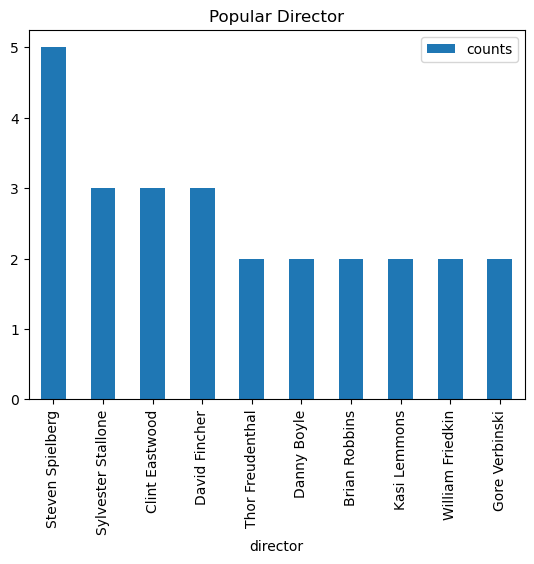 Popular Director
counts
5
4
3
2
1
0
Steven Spielberg
Sylvester Stallone
Clint Eastwood
David Fincher
Thor Freudenthal
Danny Boyle
Brian Robbins
Kasi Lemmons
William Friedkin
Gore Verbinski
director